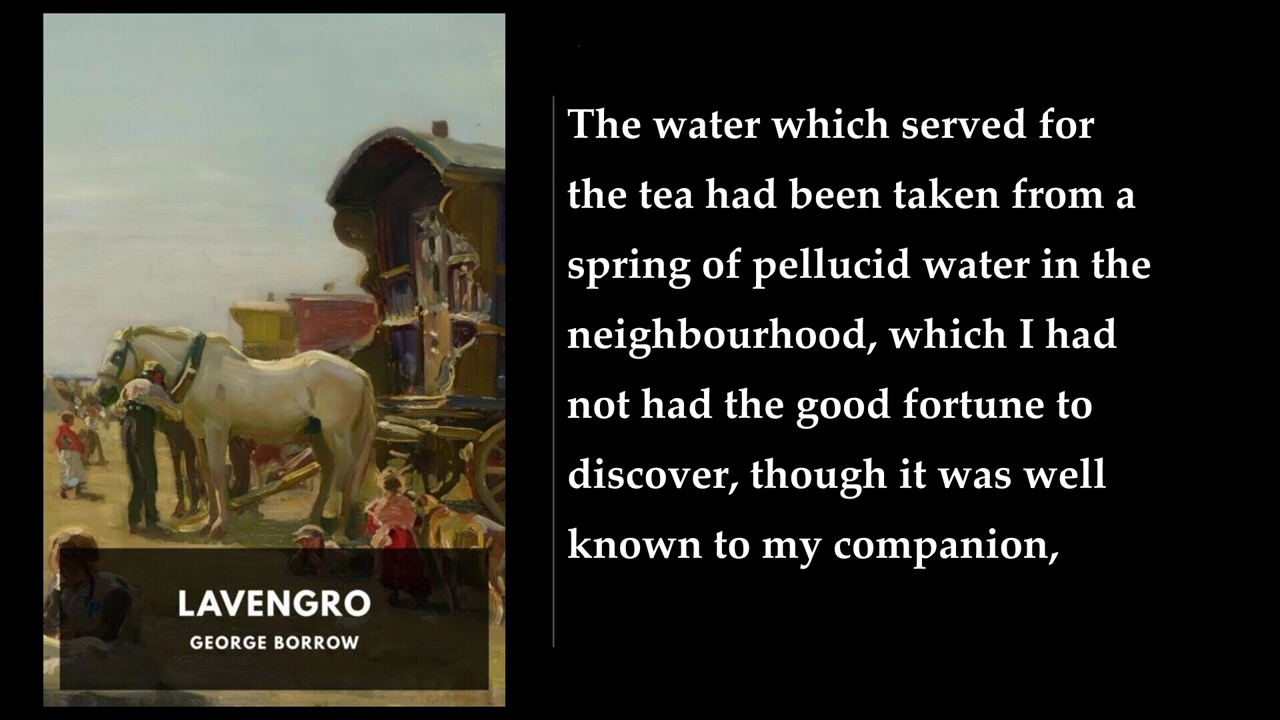 LAVENGRO
GEORGE BORROW
The water which served for
the tea had been taken from a
spring of pellucid water in the
neighbourhood, which I had
not had the good fortune to
discover, though it was well
known to my companion,